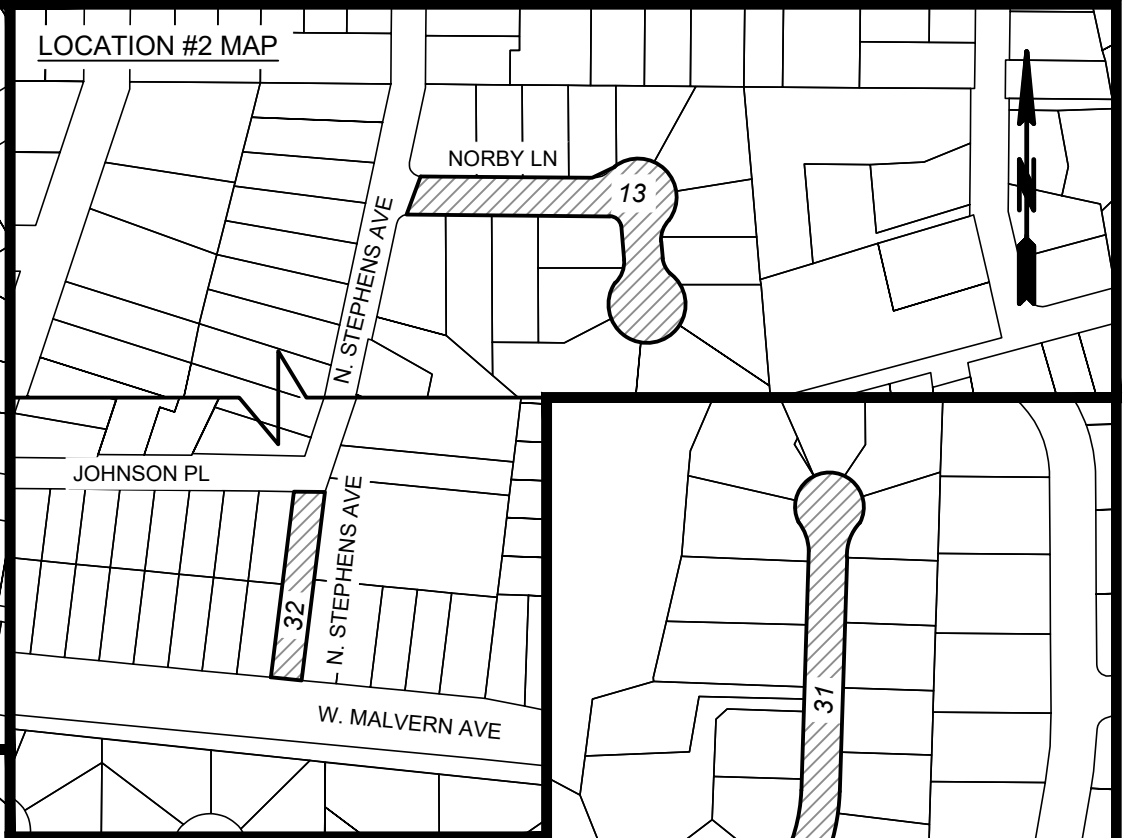 LOCATION #2 MAP
NORBY LN
13
N
N. STEPHENS AVE
JOHNSON PL
N. STEPHENS AVE
32
W. MALVERN AVE
31